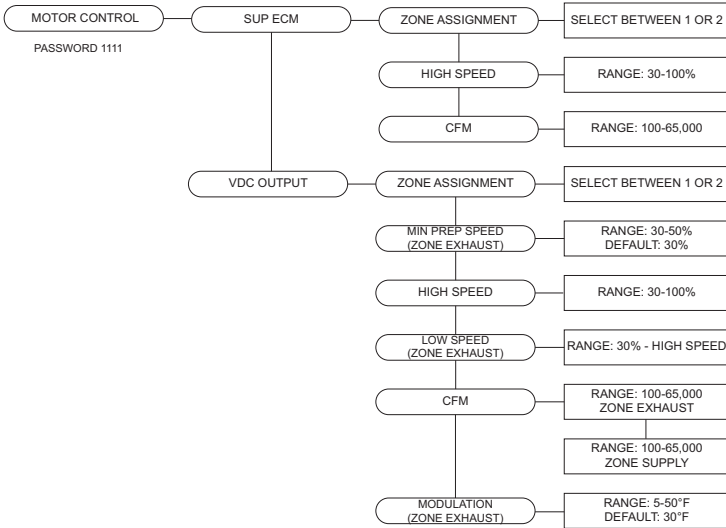 MOTOR CONTROL
SUP ECM
ZONE ASSIGNMENT
SELECT BETWEEN 1 OR 2
PASSWORD 1111
HIGH SPEED
RANGE: 30-100%
CFM
RANGE: 100-65,000
VDC OUTPUT
ZONE ASSIGNMENT
SELECT BETWEEN 1 OR 2
MIN PREP SPEED
(ZONE EXHAUST)
RANGE: 30-50%
DEFAULT: 30%
HIGH SPEED
RANGE: 30-100%
LOW SPEED
(ZONE EXHAUST)
RANGE: 30% - HIGH SPEED
CFM
RANGE: 100-65,000
ZONE EXHAUST
RANGE: 100-65,000
ZONE SUPPLY
MODULATION
(ZONE EXHAUST)
RANGE: 5-50°F
DEFAULT: 30°F